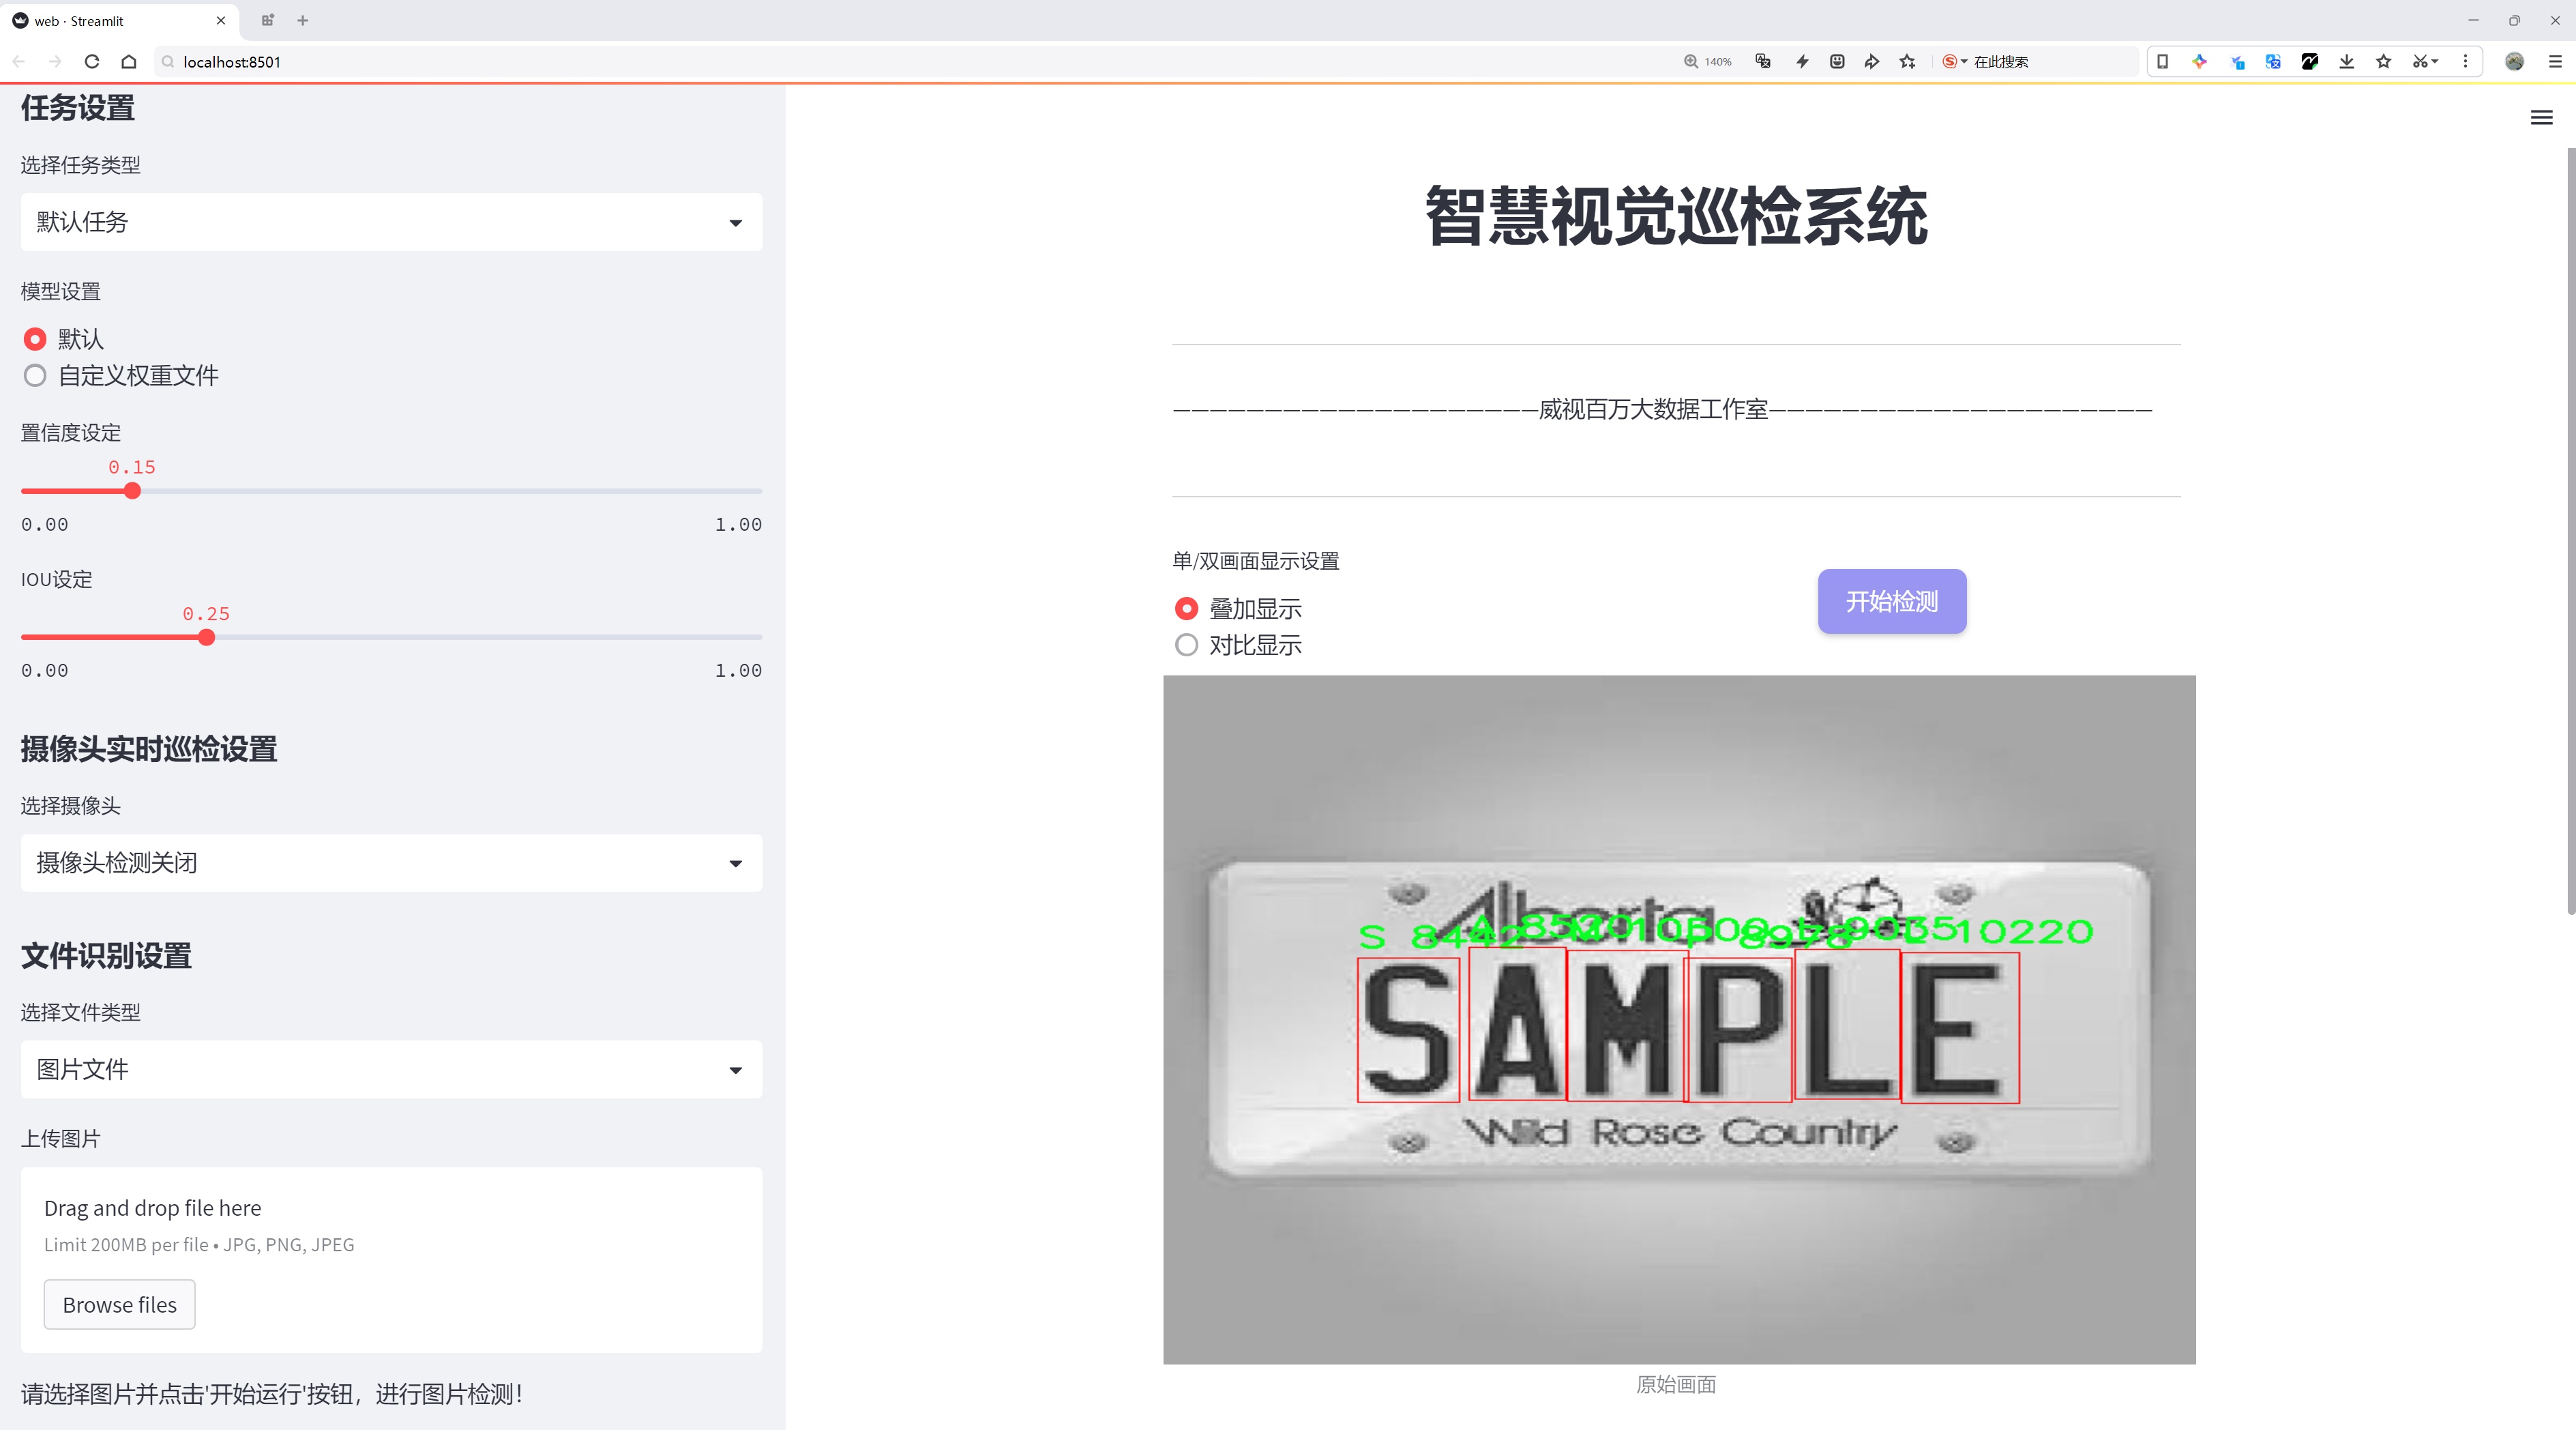 web · Streamlit
localhost:8501
140%
在此搜索
任务设置
选择任务类型
默认任务
模型设置
默认
自定义权重文件
置信度设定
0.15
0.00 1.00
IOU设定
0.25
0.00 1.00
摄像头实时巡检设置
选择摄像头
摄像头检测关闭
文件识别设置
选择文件类型
图片文件
上传图片
Drag and drop file here
Limit 200MB per file • JPG, PNG, JPEG
Browse files
请选择图片并点击'开始运行'按钮，进行图片检测！
智慧视觉巡检系统
————————————————————威视百万大数据工作室—————————————————————
单/双画面显示设置
叠加显示
对比显示
开始检测
Alberta
SAMPLE
Wild Rose Country
原始画面